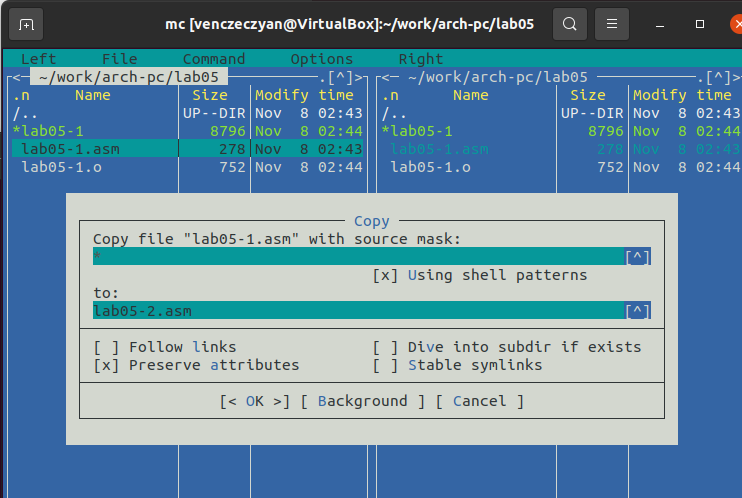 mc [venczeczyan@VirtualBox]:~/work/arch-pc/lab05
Left File Command Options Right
<— ~/work/arch-pc/lab05 .[^]> <— ~/work/arch-pc/lab05 .[^]>
.n Name Size Modify time .n Name Size Modify time
/.. UP--DIR Nov 8 02:43 /.. UP--DIR Nov 8 02:43
*lab05-1 8796 Nov 8 02:44 *lab05-1 8796 Nov 8 02:44
lab05-1.asm 278 Nov 8 02:43 lab05-1.asm 278 Nov 8 02:43
lab05-1.o 752 Nov 8 02:44 lab05-1.o 752 Nov 8 02:44
Copy
Copy file "lab05-1.asm" with source mask:
* [^]
[x] Using shell patterns
to:
lab05-2.asm [^]
[ ] Follow links [ ] Dive into subdir if exists
[x] Preserve attributes [ ] Stable symlinks
[< OK >] [ Background ] [ Cancel ]